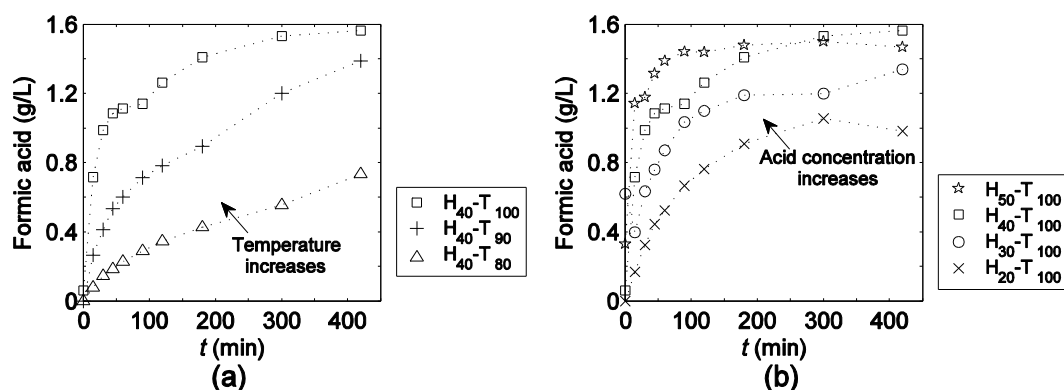 1.6
1.2
0.8
0.4
0
Formic acid (g/L)
0 100 200 300 400
t (min)
Temperature
increases
(a)
H40-T100
H40-T90
H40-T80
1.6
1.2
0.8
0.4
0
Formic acid (g/L)
0 100 200 300 400
t (min)
Acid concentration
increases
(b)
H50-T100
H40-T100
H30-T100
H20-T100